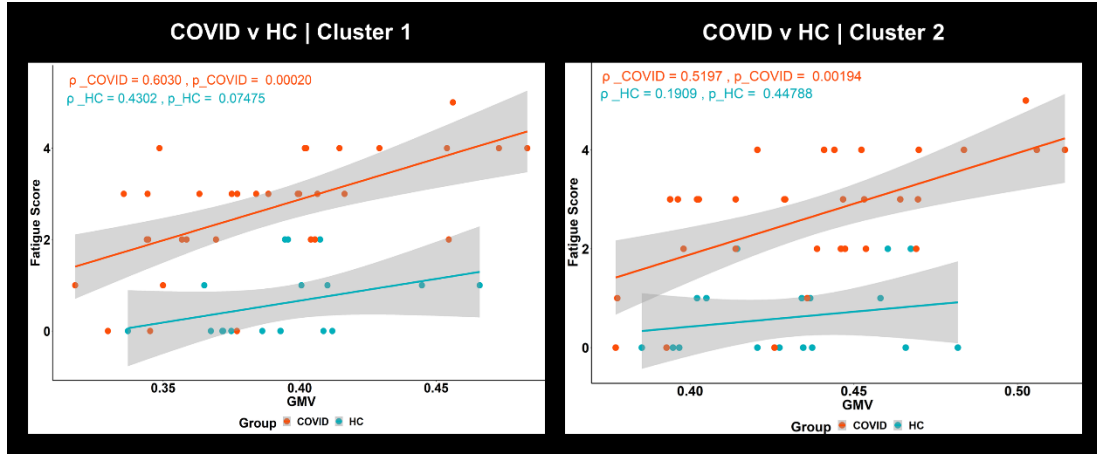 COVID v HC | Cluster 1
ρ _COVID = 0.6030 , p_COVID = 0.00020
ρ _HC = 0.4302 , p_HC = 0.07475
Fatigue Score
4
2
0
0.35
0.40
0.45
GMV
Group COVID HC
COVID v HC | Cluster 2
ρ _COVID = 0.5197 , p_COVID = 0.00194
ρ _HC = 0.1909 , p_HC = 0.44788
Fatigue Score
4
2
0
0.40
0.45
0.50
GMV
Group COVID HC